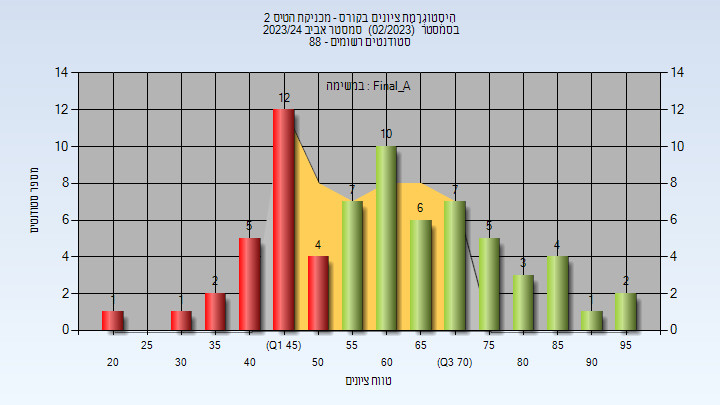 היסטוגרמת ציונים בקורס - מכניקת הטיס 2
בסמסטר (02/2023) סמסטר אביב 2023/24
סטודנטים רשומים - 88
במשימה : Final_A
14 14
12 12
10 10
8 8
6 6
4 4
2 2
0 0
מספר סטודנטים
1 1 2 5 12 4 7 10 6 7 5 3 4 1 2
25 35 (Q1 45) 55 65 75 85 95
20 30 40 50 60 (Q3 70) 80 90
טווח ציונים